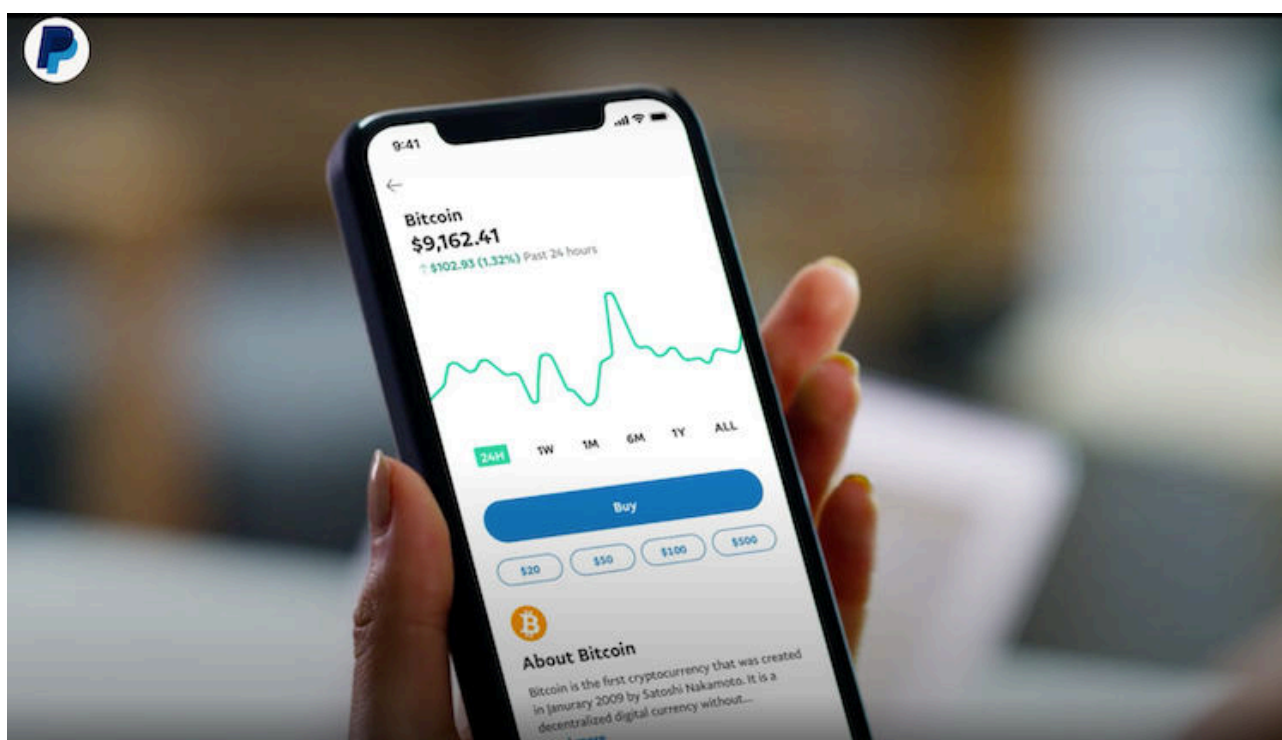 9:41
Bitcoin
$9,162.41
↑ $102.93 (1.32%) Past 24 hours
24H 1W 1M 6M 1Y ALL
Buy
$20 $50 $100 $500
About Bitcoin
Bitcoin is the first cryptocurrency that was created
in Janurary 2009 by Satoshi Nakamoto. It is a
decentralized digital currency without...
more